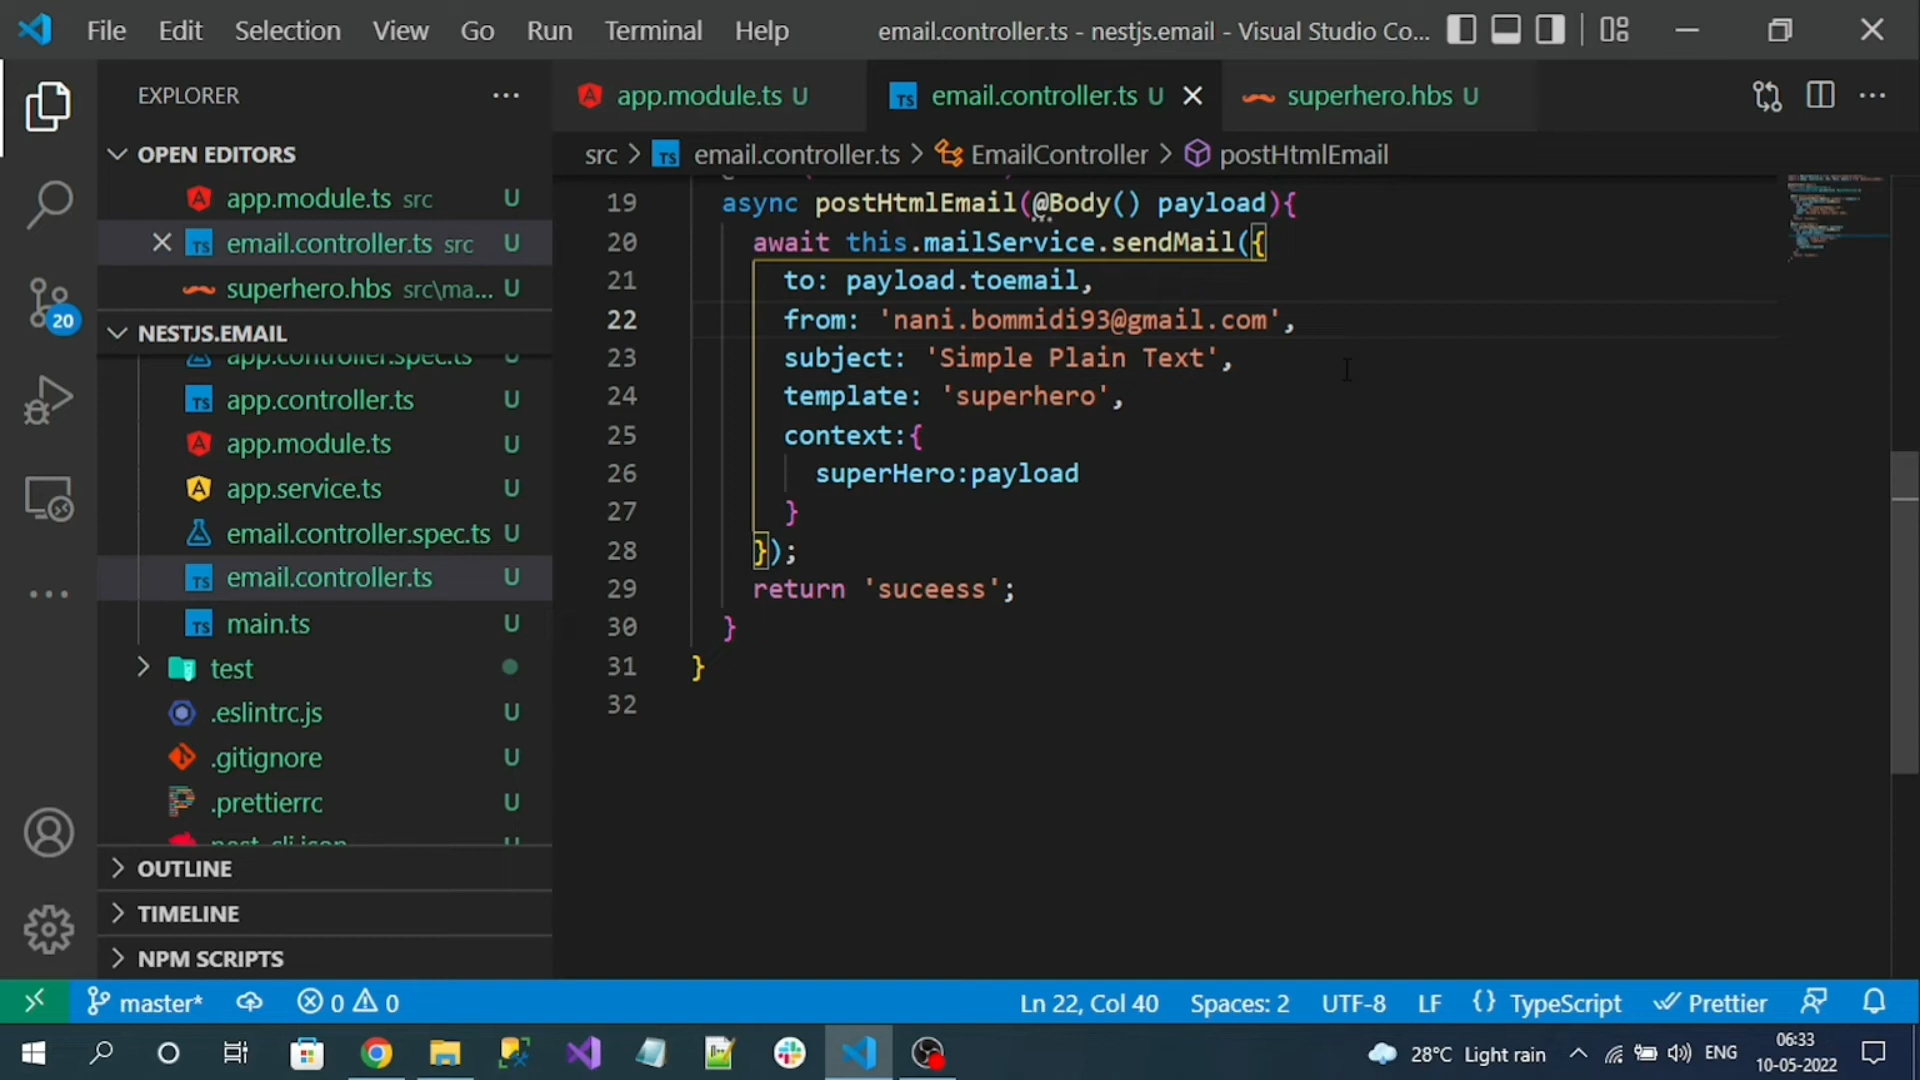 File Edit Selection View Go Run Terminal Help email.controller.ts - nestjs.email - Visual Studio Co...
EXPLORER
OPEN EDITORS
app.module.ts src U
email.controller.ts src U
superhero.hbs src\ma... U
NESTJS.EMAIL
app.controller.spec.ts U
app.controller.ts U
app.module.ts U
app.service.ts U
email.controller.spec.ts U
email.controller.ts U
main.ts U
test
.eslintrc.js U
.gitignore U
.prettierrc U
nest-cli.json U
OUTLINE
TIMELINE
NPM SCRIPTS
20
app.module.ts U email.controller.ts U superhero.hbs U
src > email.controller.ts > EmailController > postHtmlEmail
19 async postHtmlEmail(@Body() payload){
20 await this.mailService.sendMail({
21 to: payload.toemail,
22 from: 'nani.bommidi93@gmail.com',
23 subject: 'Simple Plain Text',
24 template: 'superhero',
25 context:{
26 superHero:payload
27 }
28 });
29 return 'suceess';
30 }
31 }
32
master* 0 0 Ln 22, Col 40 Spaces: 2 UTF-8 LF {} TypeScript Prettier
28°C Light rain ENG 06:33
10-05-2022